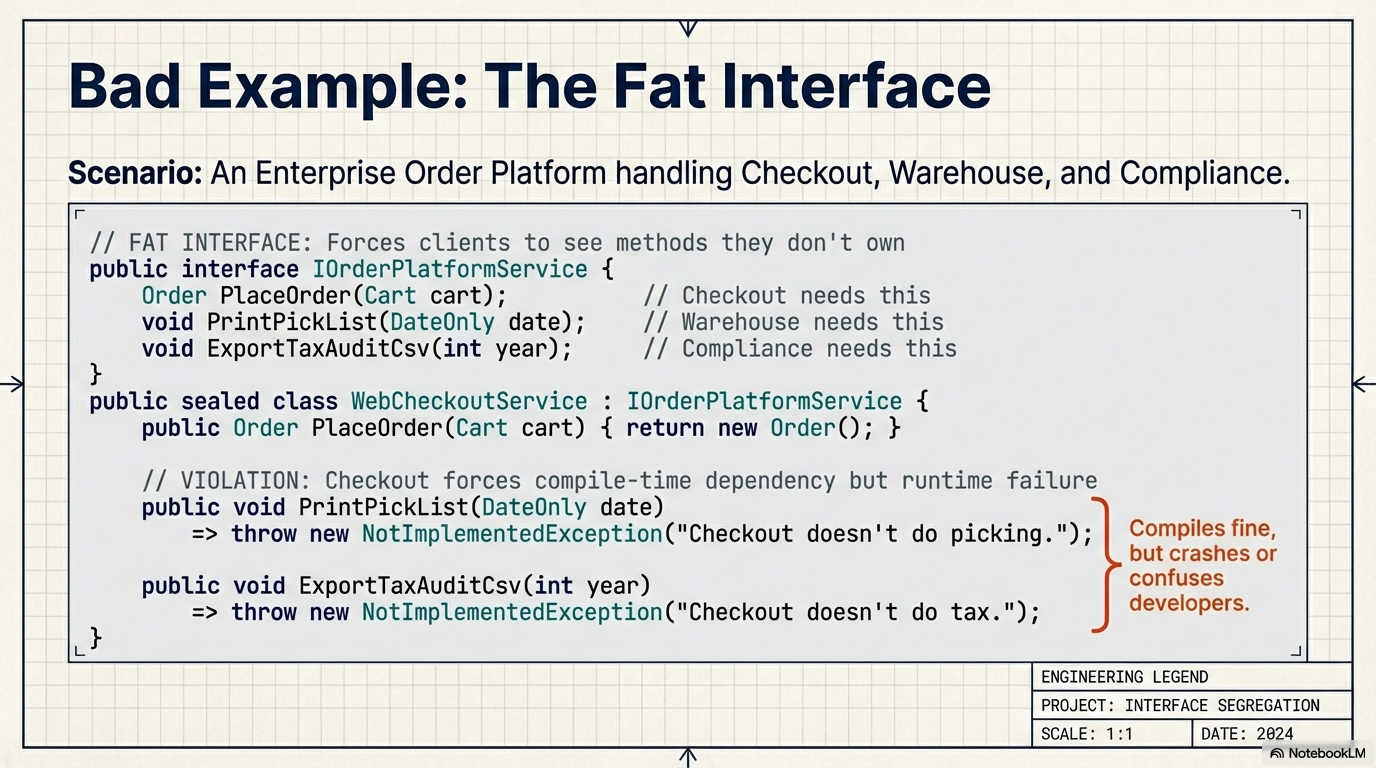 Bad Example: The Fat Interface
Scenario: An Enterprise Order Platform handling Checkout, Warehouse, and Compliance.
// FAT INTERFACE: Forces clients to see methods they don't own
public interface IOrderPlatformService {
    Order PlaceOrder(Cart cart);          // Checkout needs this
    void PrintPickList(DateOnly date);    // Warehouse needs this
    void ExportTaxAuditCsv(int year);     // Compliance needs this
}
public sealed class WebCheckoutService : IOrderPlatformService {
    public Order PlaceOrder(Cart cart) { return new Order(); }
    // VIOLATION: Checkout forces compile-time dependency but runtime failure
    public void PrintPickList(DateOnly date)
        => throw new NotImplementedException("Checkout doesn't do picking.");
    public void ExportTaxAuditCsv(int year)
        => throw new NotImplementedException("Checkout doesn't do tax.");
}
Compiles fine,
but crashes or
confuses
developers.
ENGINEERING LEGEND
PROJECT: INTERFACE SEGREGATION
SCALE: 1:1
DATE: 2024
NotebookLM